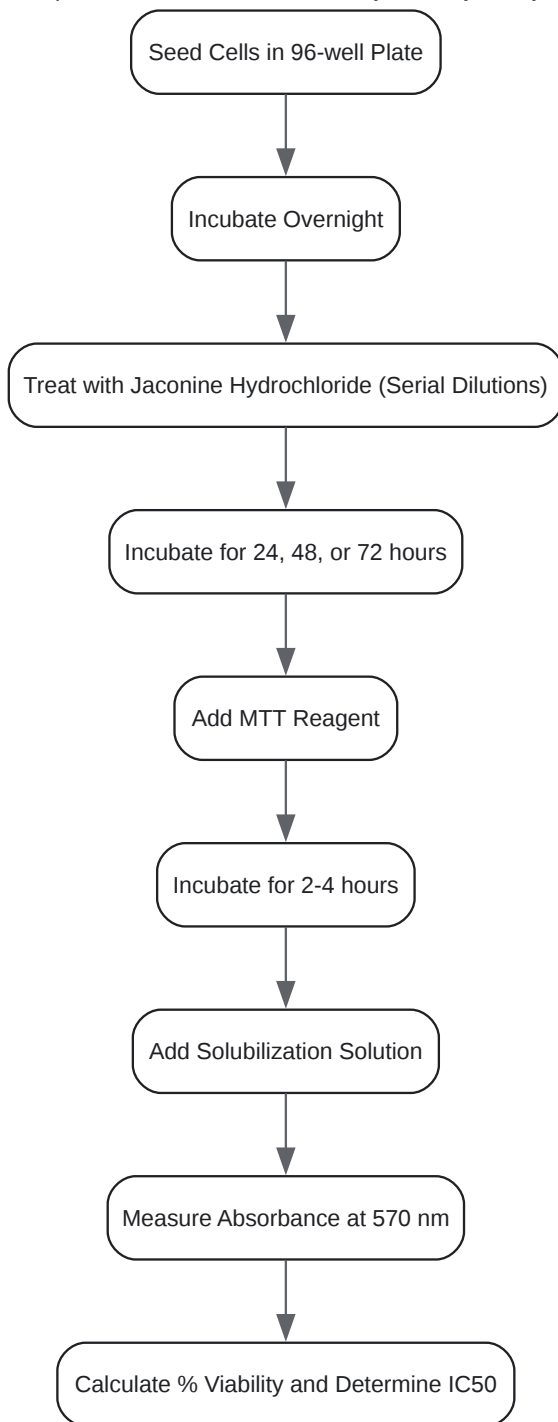 Seed Cells in 96-well Plate
Incubate Overnight
Treat with Jaconine Hydrochloride (Serial Dilutions)
Incubate for 24, 48, or 72 hours
Add MTT Reagent
Incubate for 2-4 hours
Add Solubilization Solution
Measure Absorbance at 570 nm
Calculate % Viability and Determine IC50